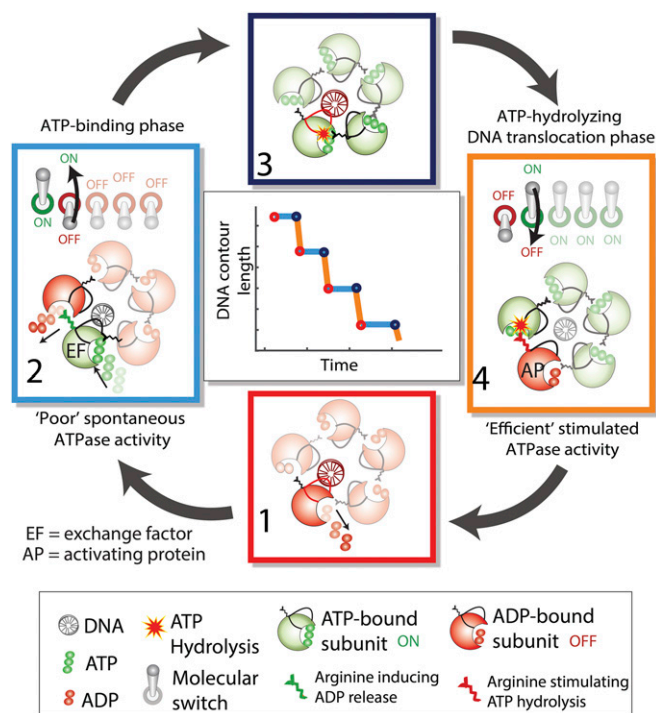 3
ATP-binding phase
ATP-hydrolyzing
DNA translocation phase
ON
OFF
OFF
OFF
ON
OFF
EF
2
ON
OFF
ON
ON
ON
OFF
AP
4
DNA contour
length
Time
'Poor' spontaneous
ATPase activity
'Efficient' stimulated
ATPase activity
1
EF = exchange factor
AP = activating protein
DNA
ATP
ADP
ATP
Hydrolysis
Molecular
switch
ATP-bound
subunit ON
Arginine inducing
ADP release
ADP-bound
subunit OFF
Arginine stimulating
ATP hydrolysis